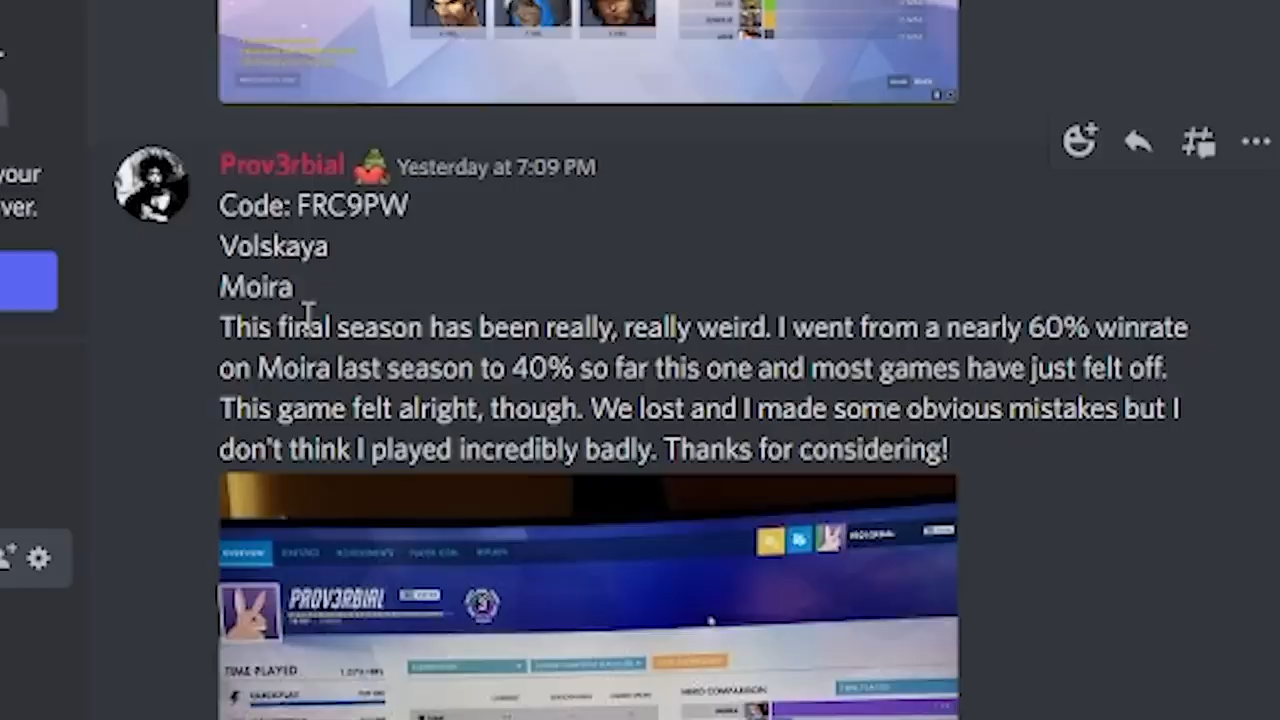 your
ver.
Prov3rbial Yesterday at 7:09 PM
Code: FRC9PW
Volskaya
Moira
This final season has been really, really weird. I went from a nearly 60% winrate
on Moira last season to 40% so far this one and most games have just felt off.
This game felt alright, though. We lost and I made some obvious mistakes but I
don't think I played incredibly badly. Thanks for considering!
OVERVIEW
PROV3RBIAL
TIME PLAYED
HERO COMPARISON